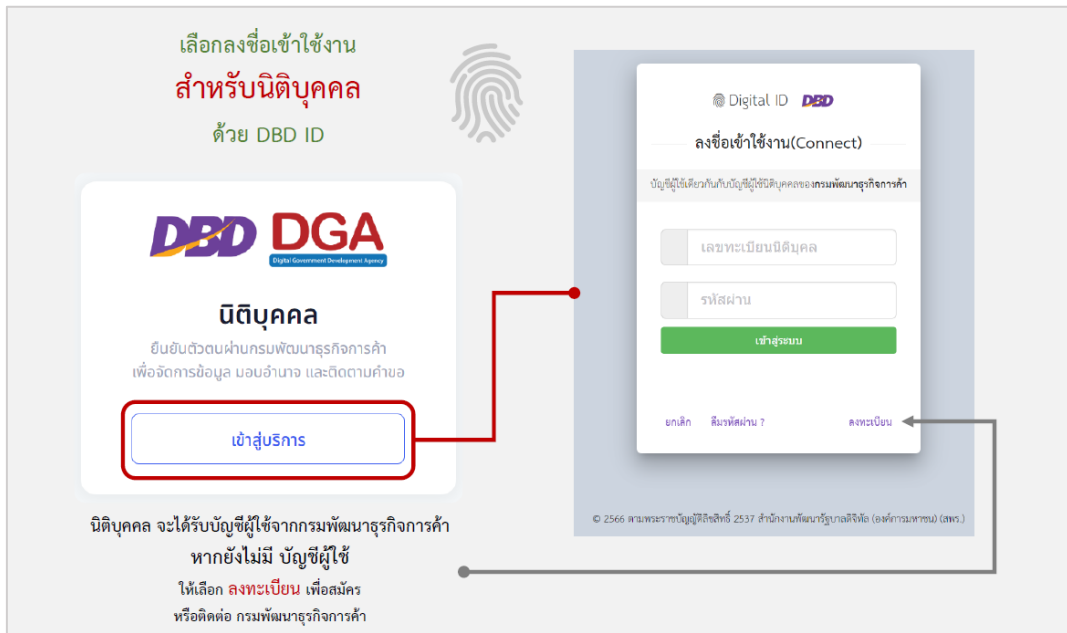 เลือกลงชื่อเข้าใช้งาน
สำหรับนิติบุคคล
ด้วย DBD ID
DBD DGA
Digital Government Development Agency
นิติบุคคล
ยืนยันตัวตนผ่านกรมพัฒนาธุรกิจการค้า
เพื่อจัดการข้อมูล มอบอำนาจ และติดตามคำขอ
เข้าสู่บริการ
นิติบุคคล จะได้รับบัญชีผู้ใช้จากกรมพัฒนาธุรกิจการค้า
หากยังไม่มี บัญชีผู้ใช้
ให้เลือก ลงทะเบียน เพื่อสมัคร
หรือติดต่อ กรมพัฒนาธุรกิจการค้า
Digital ID DBD
ลงชื่อเข้าใช้งาน(Connect)
บัญชีผู้ใช้เดียวกันกับบัญชีผู้ใช้นิติบุคคลของกรมพัฒนาธุรกิจการค้า
เลขทะเบียนนิติบุคล
รหัสผ่าน
เข้าสู่ระบบ
ยกเลิก ลืมรหัสผ่าน ? ลงทะเบียน
© 2566 ตามพระราชบัญญัติลิขสิทธิ์ 2537 สำนักงานพัฒนารัฐบาลดิจิทัล (องค์การมหาชน) (สพร.)